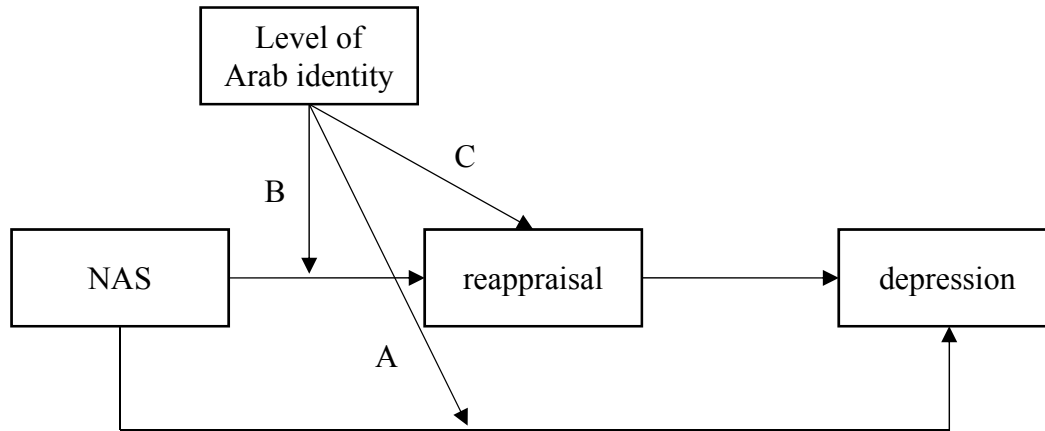 Level of
Arab identity
C
B
NAS
reappraisal
depression
A